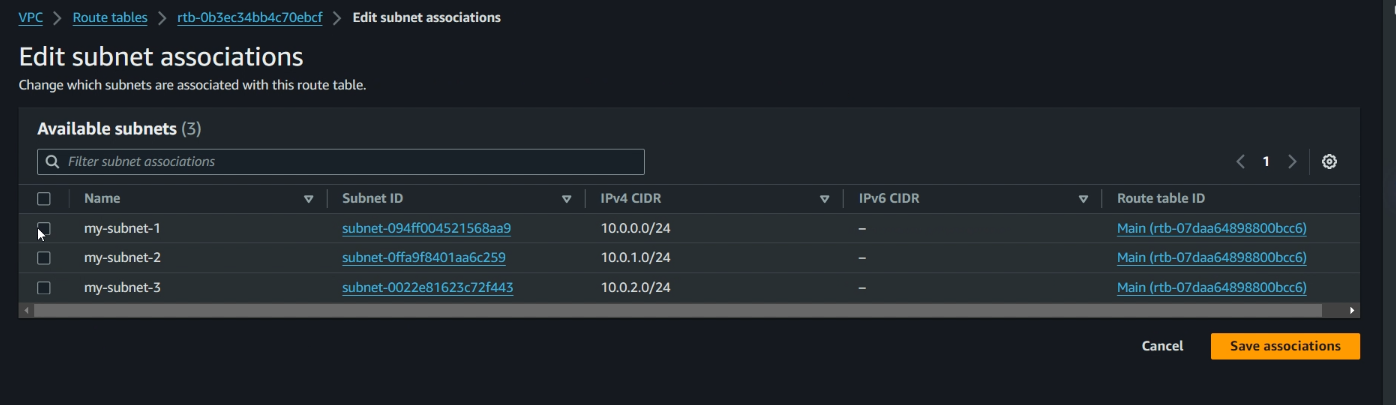 VPC > Route tables > rtb-0b3ec34bb4c70ebcf > Edit subnet associations
Edit subnet associations
Change which subnets are associated with this route table.
Available subnets (3)
Filter subnet associations
1
Name Subnet ID IPv4 CIDR IPv6 CIDR Route table ID
my-subnet-1 subnet-094ff004521568aa9 10.0.0.0/24 – Main (rtb-07daa64898800bcc6)
my-subnet-2 subnet-0ffa9f8401aa6c259 10.0.1.0/24 – Main (rtb-07daa64898800bcc6)
my-subnet-3 subnet-0022e81623c72f443 10.0.2.0/24 – Main (rtb-07daa64898800bcc6)
Cancel Save associations